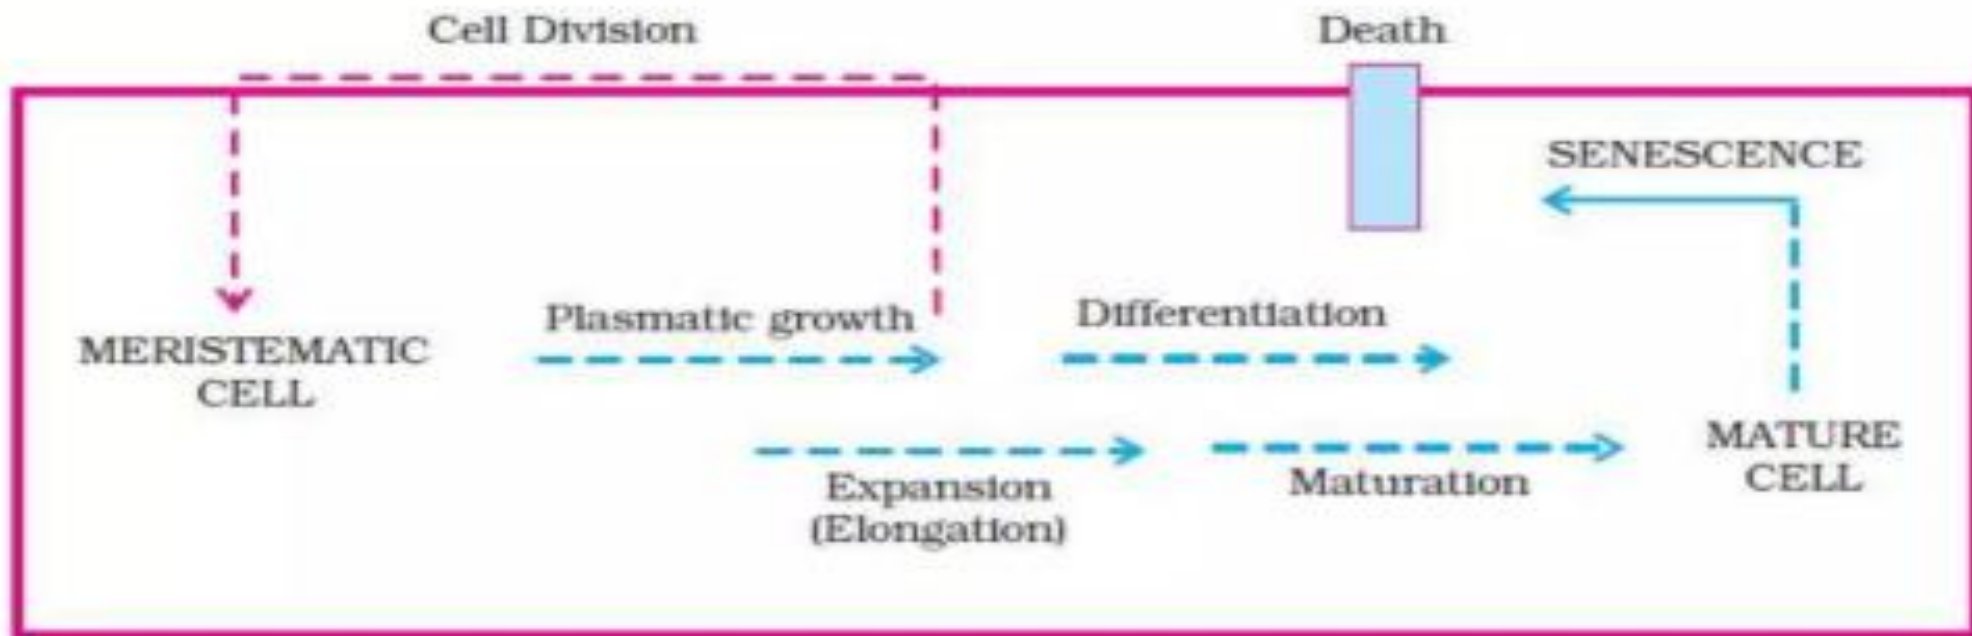 Cell Division
Death
SENESCENCE
Plasmatic growth
Differentiation
MERISTEMATIC
CELL
Expansion
(Elongation)
Maturation
MATURE
CELL